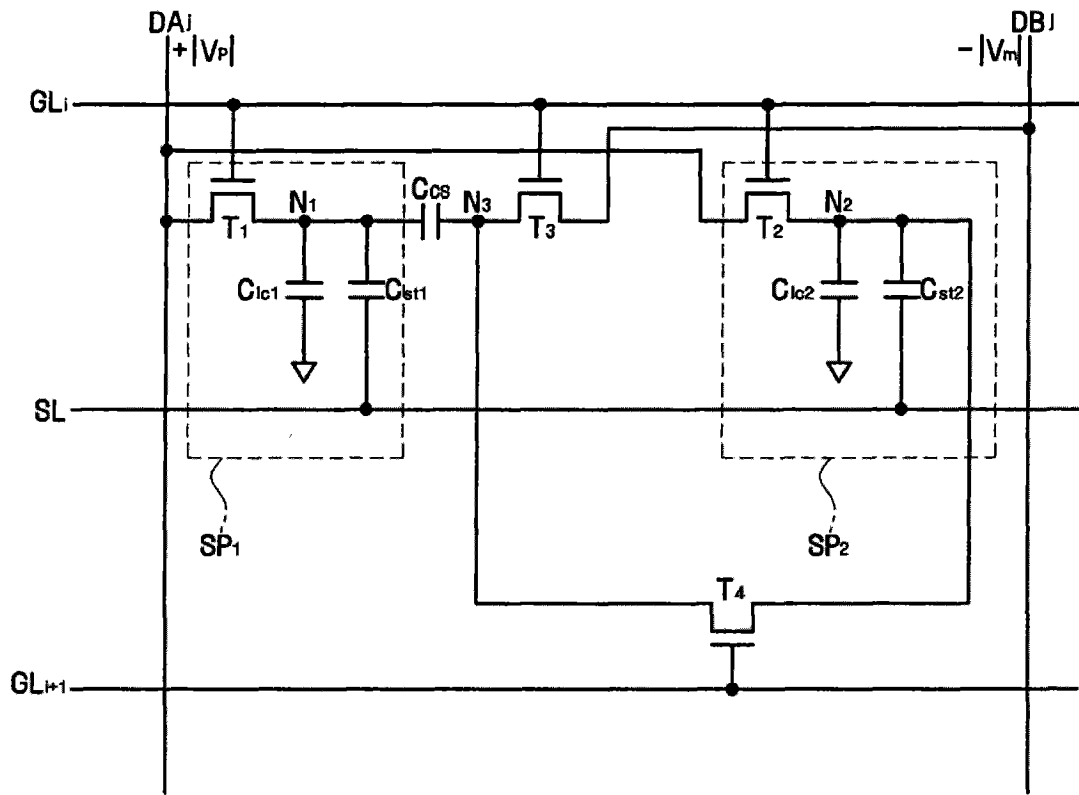 DAj DBj
+|Vp| -|Vm|
GLi
CCS N3 N2
N1
T1 T3 T2
Clc1 Cst1 Clc2 Cst2
SL
SP1 SP2
T4
GLi+1